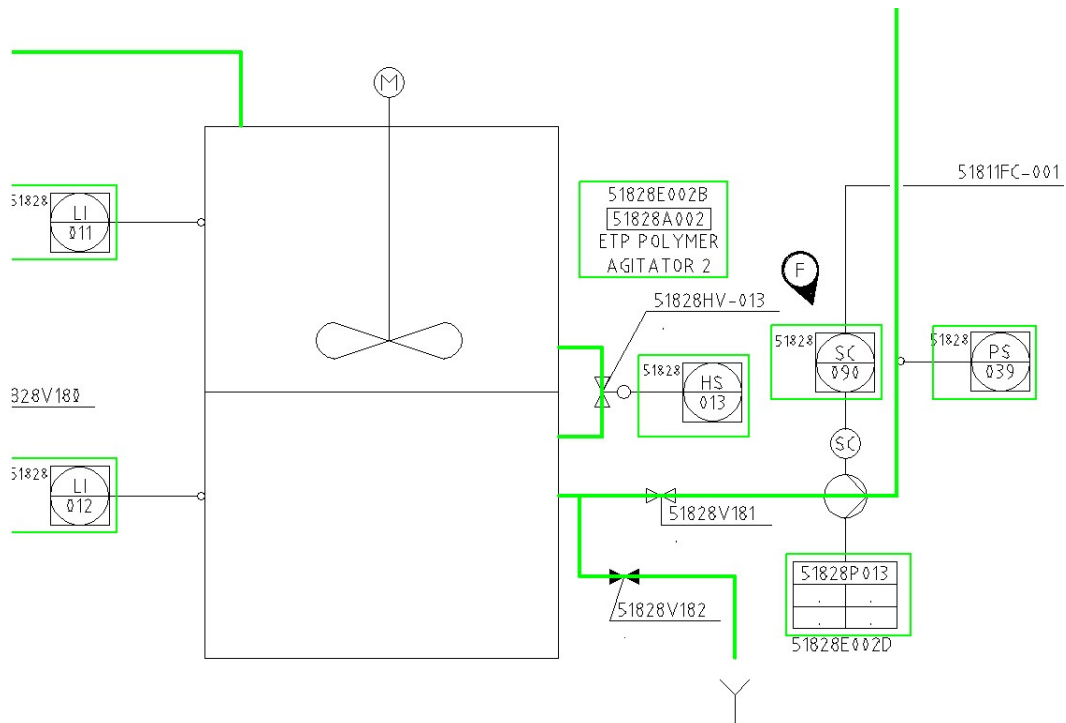 M
51811FC-001
51828
LI
011
51828E002B
51828A002
ETP POLYMER
AGITATOR 2
F
51828HV-013
51828
SC
090
51828
PS
039
51828
HS
013
828V180
SC
51828
LI
012
51828V181
51828P013
51828V182
51828E002D